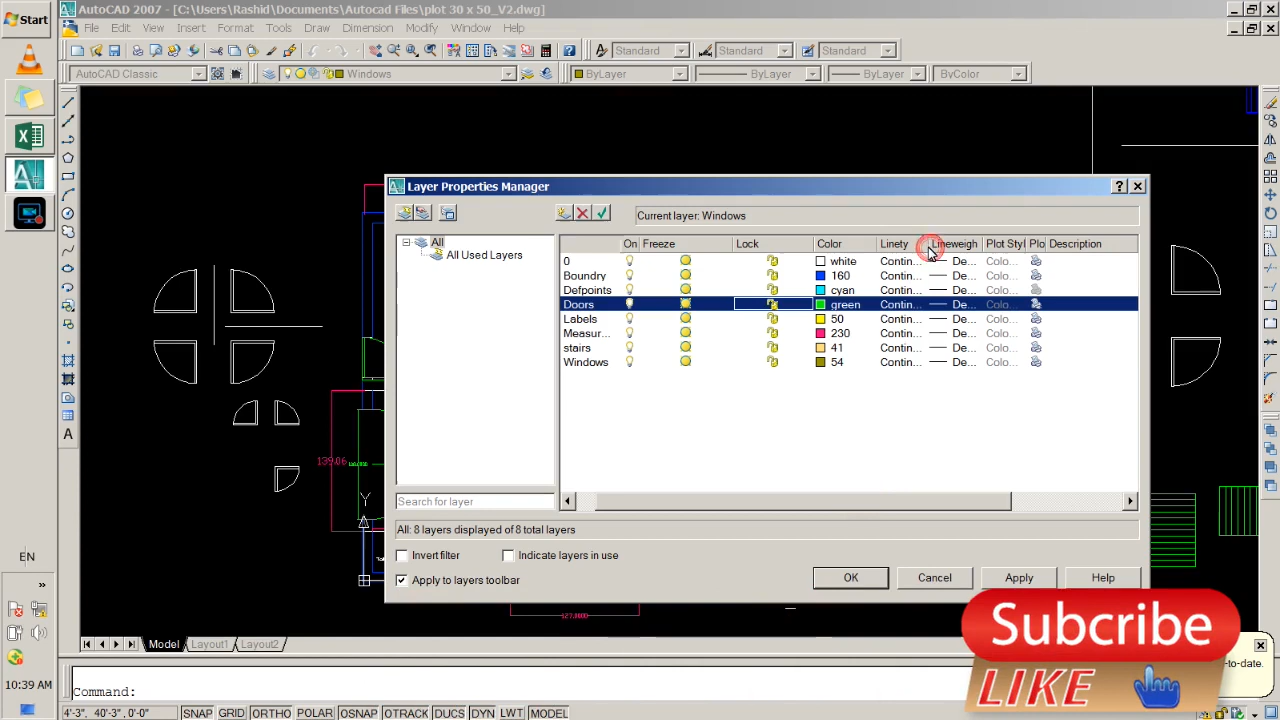 Start
AutoCAD 2007 - [C:\Users\Rashid\Documents\Autocad Files\plot 30 x 50_V2.dwg]
File Edit View Insert Format Tools Draw Dimension Modify Window Help
Standard Standard Standard
AutoCAD Classic Windows ByLayer ByLayer ByLayer ByColor
Layer Properties Manager
Current layer: Windows
All
All Used Layers
On Freeze Lock Color Linety Lineweigh Plot Styl Plo Description
0 white Contin... De... Colo...
Boundry 160 Contin... De... Colo...
Defpoints cyan Contin... De... Colo...
Doors green Contin... De... Colo...
Labels 50 Contin... De... Colo...
Measur... 230 Contin... De... Colo...
stairs 41 Contin... De... Colo...
Windows 54 Contin... De... Colo...
139.06
Y
Search for layer
All: 8 layers displayed of 8 total layers
Invert filter Indicate layers in use
Apply to layers toolbar
OK Cancel Apply Help
127.0000
A
EN
10:39 AM
Model Layout1 Layout2
Command:
4'-3", 40'-3", 0'-0" SNAP GRID ORTHO POLAR OSNAP OTRACK DUCS DYN LWT MODEL
Subcribe
LIKE
-to-date.